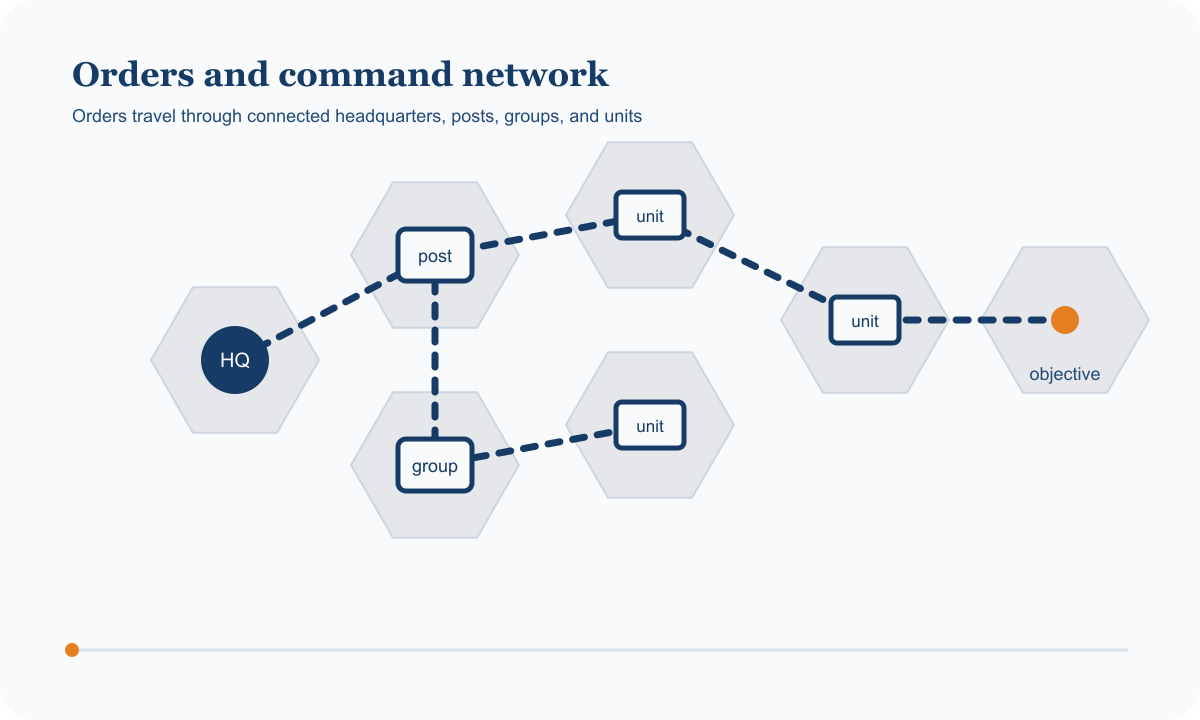 Orders and command network
Orders travel through connected headquarters, posts, groups, and units
unit
post
unit
HQ
objective
unit
group